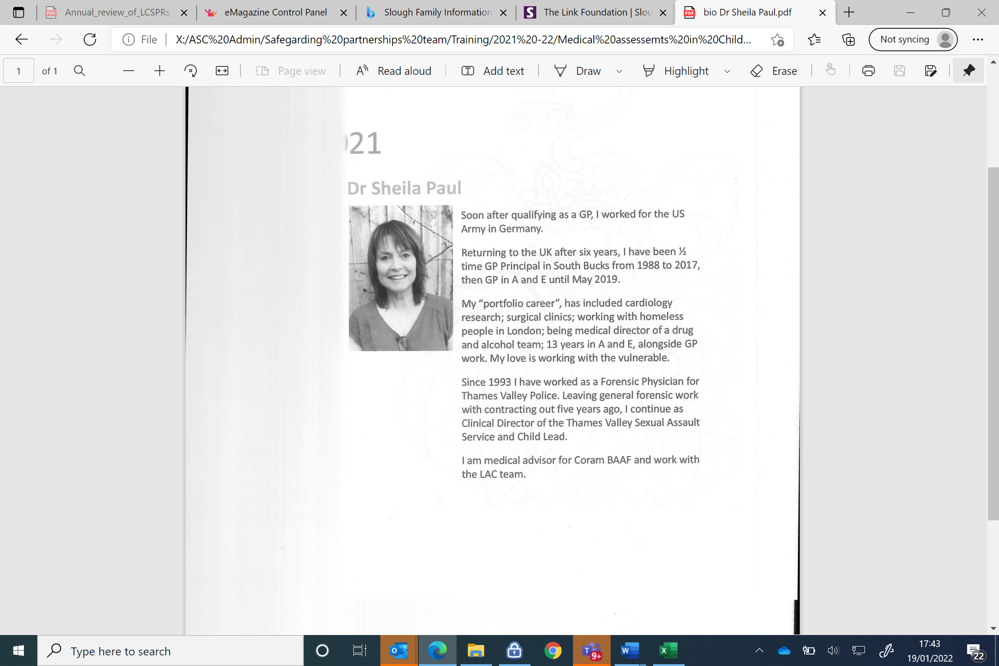 Annual_review_of_LCSPRs_
eMagazine Control Panel
Slough Family Information
The Link Foundation | Slou
bio Dr Sheila Paul.pdf
File
X:/ASC%20Admin/Safegarding%20partnerships%20team/Training/2021%20-22/Medical%20assessemts%20in%20Child...
Not syncing
1 of 1
Page view
Read aloud
Add text
Draw
Highlight
Erase
21
Dr Sheila Paul
Soon after qualifying as a GP, I worked for the US
Army in Germany.
Returning to the UK after six years, I have been ½
time GP Principal in South Bucks from 1988 to 2017,
then GP in A and E until May 2019.
My “portfolio career”, has included cardiology
research; surgical clinics; working with homeless
people in London; being medical director of a drug
and alcohol team; 13 years in A and E, alongside GP
work. My love is working with the vulnerable.
Since 1993 I have worked as a Forensic Physician for
Thames Valley Police. Leaving general forensic work
with contracting out five years ago, I continue as
Clinical Director of the Thames Valley Sexual Assault
Service and Child Lead.
I am medical advisor for Coram BAAF and work with
the LAC team.
Type here to search
9+
17:43
19/01/2022
22